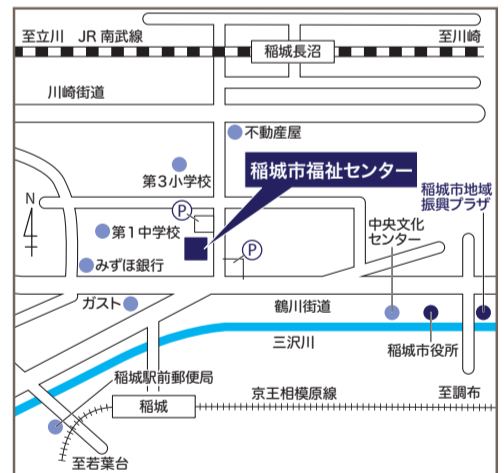 至立川 JR 南武線
稲城長沼
至川崎
川崎街道
不動産屋
第3小学校
稲城市福祉センター
稲城市地域
振興プラザ
N
P
第1中学校
P
中央文化
センター
みずほ銀行
ガスト
鶴川街道
三沢川
稲城市役所
稲城駅前郵便局
稲城
京王相模原線
至調布
至若葉台